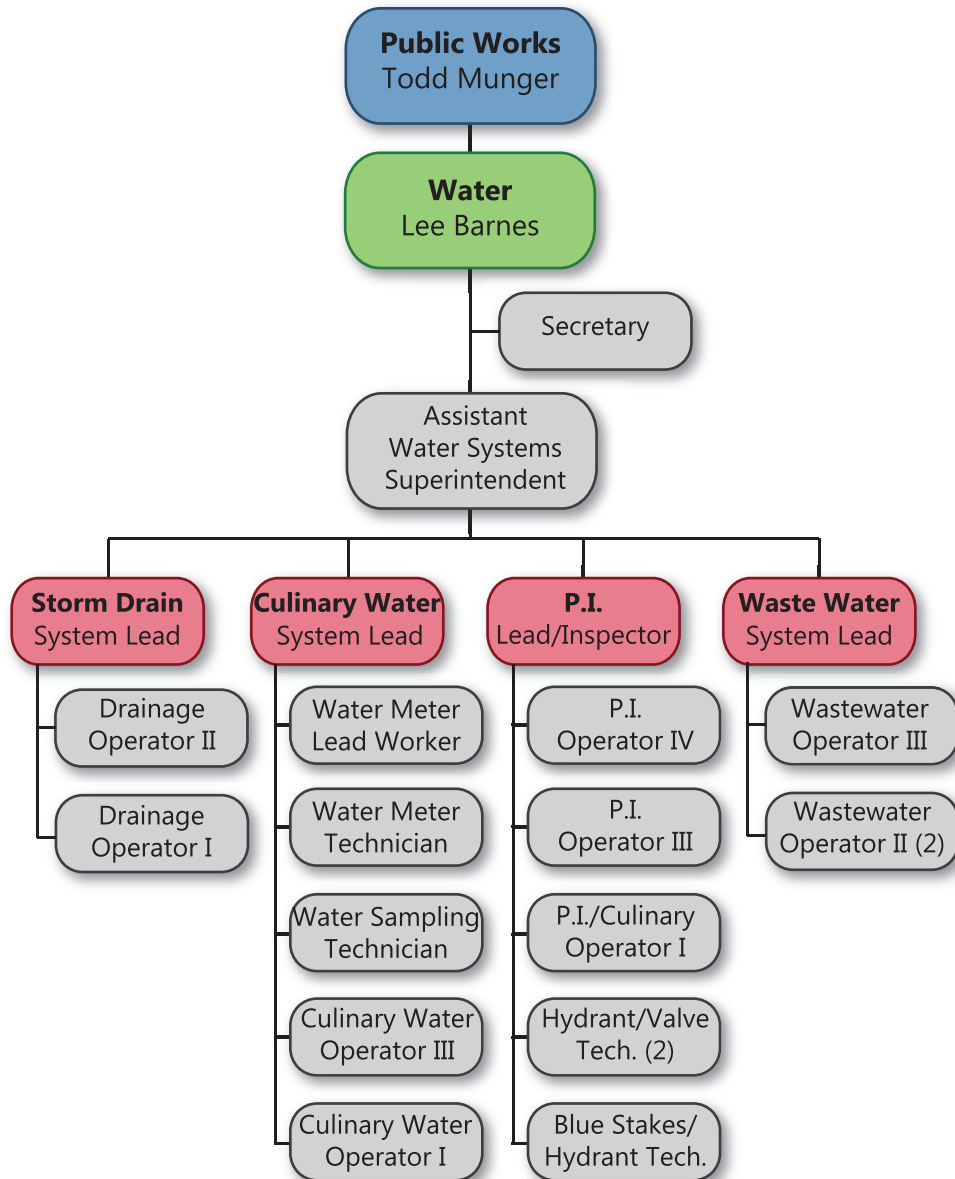 Public Works
Todd Munger
Water
Lee Barnes
Secretary
Assistant
Water Systems
Superintendent
Storm Drain
System Lead
Drainage
Operator II
Drainage
Operator I
Culinary Water
System Lead
Water Meter
Lead Worker
Water Meter
Technician
Water Sampling
Technician
Culinary Water
Operator III
Culinary Water
Operator I
P.I.
Lead/Inspector
P.I.
Operator IV
P.I.
Operator III
P.I./Culinary
Operator I
Hydrant/Valve
Tech. (2)
Blue Stakes/
Hydrant Tech.
Waste Water
System Lead
Wastewater
Operator III
Wastewater
Operator II (2)